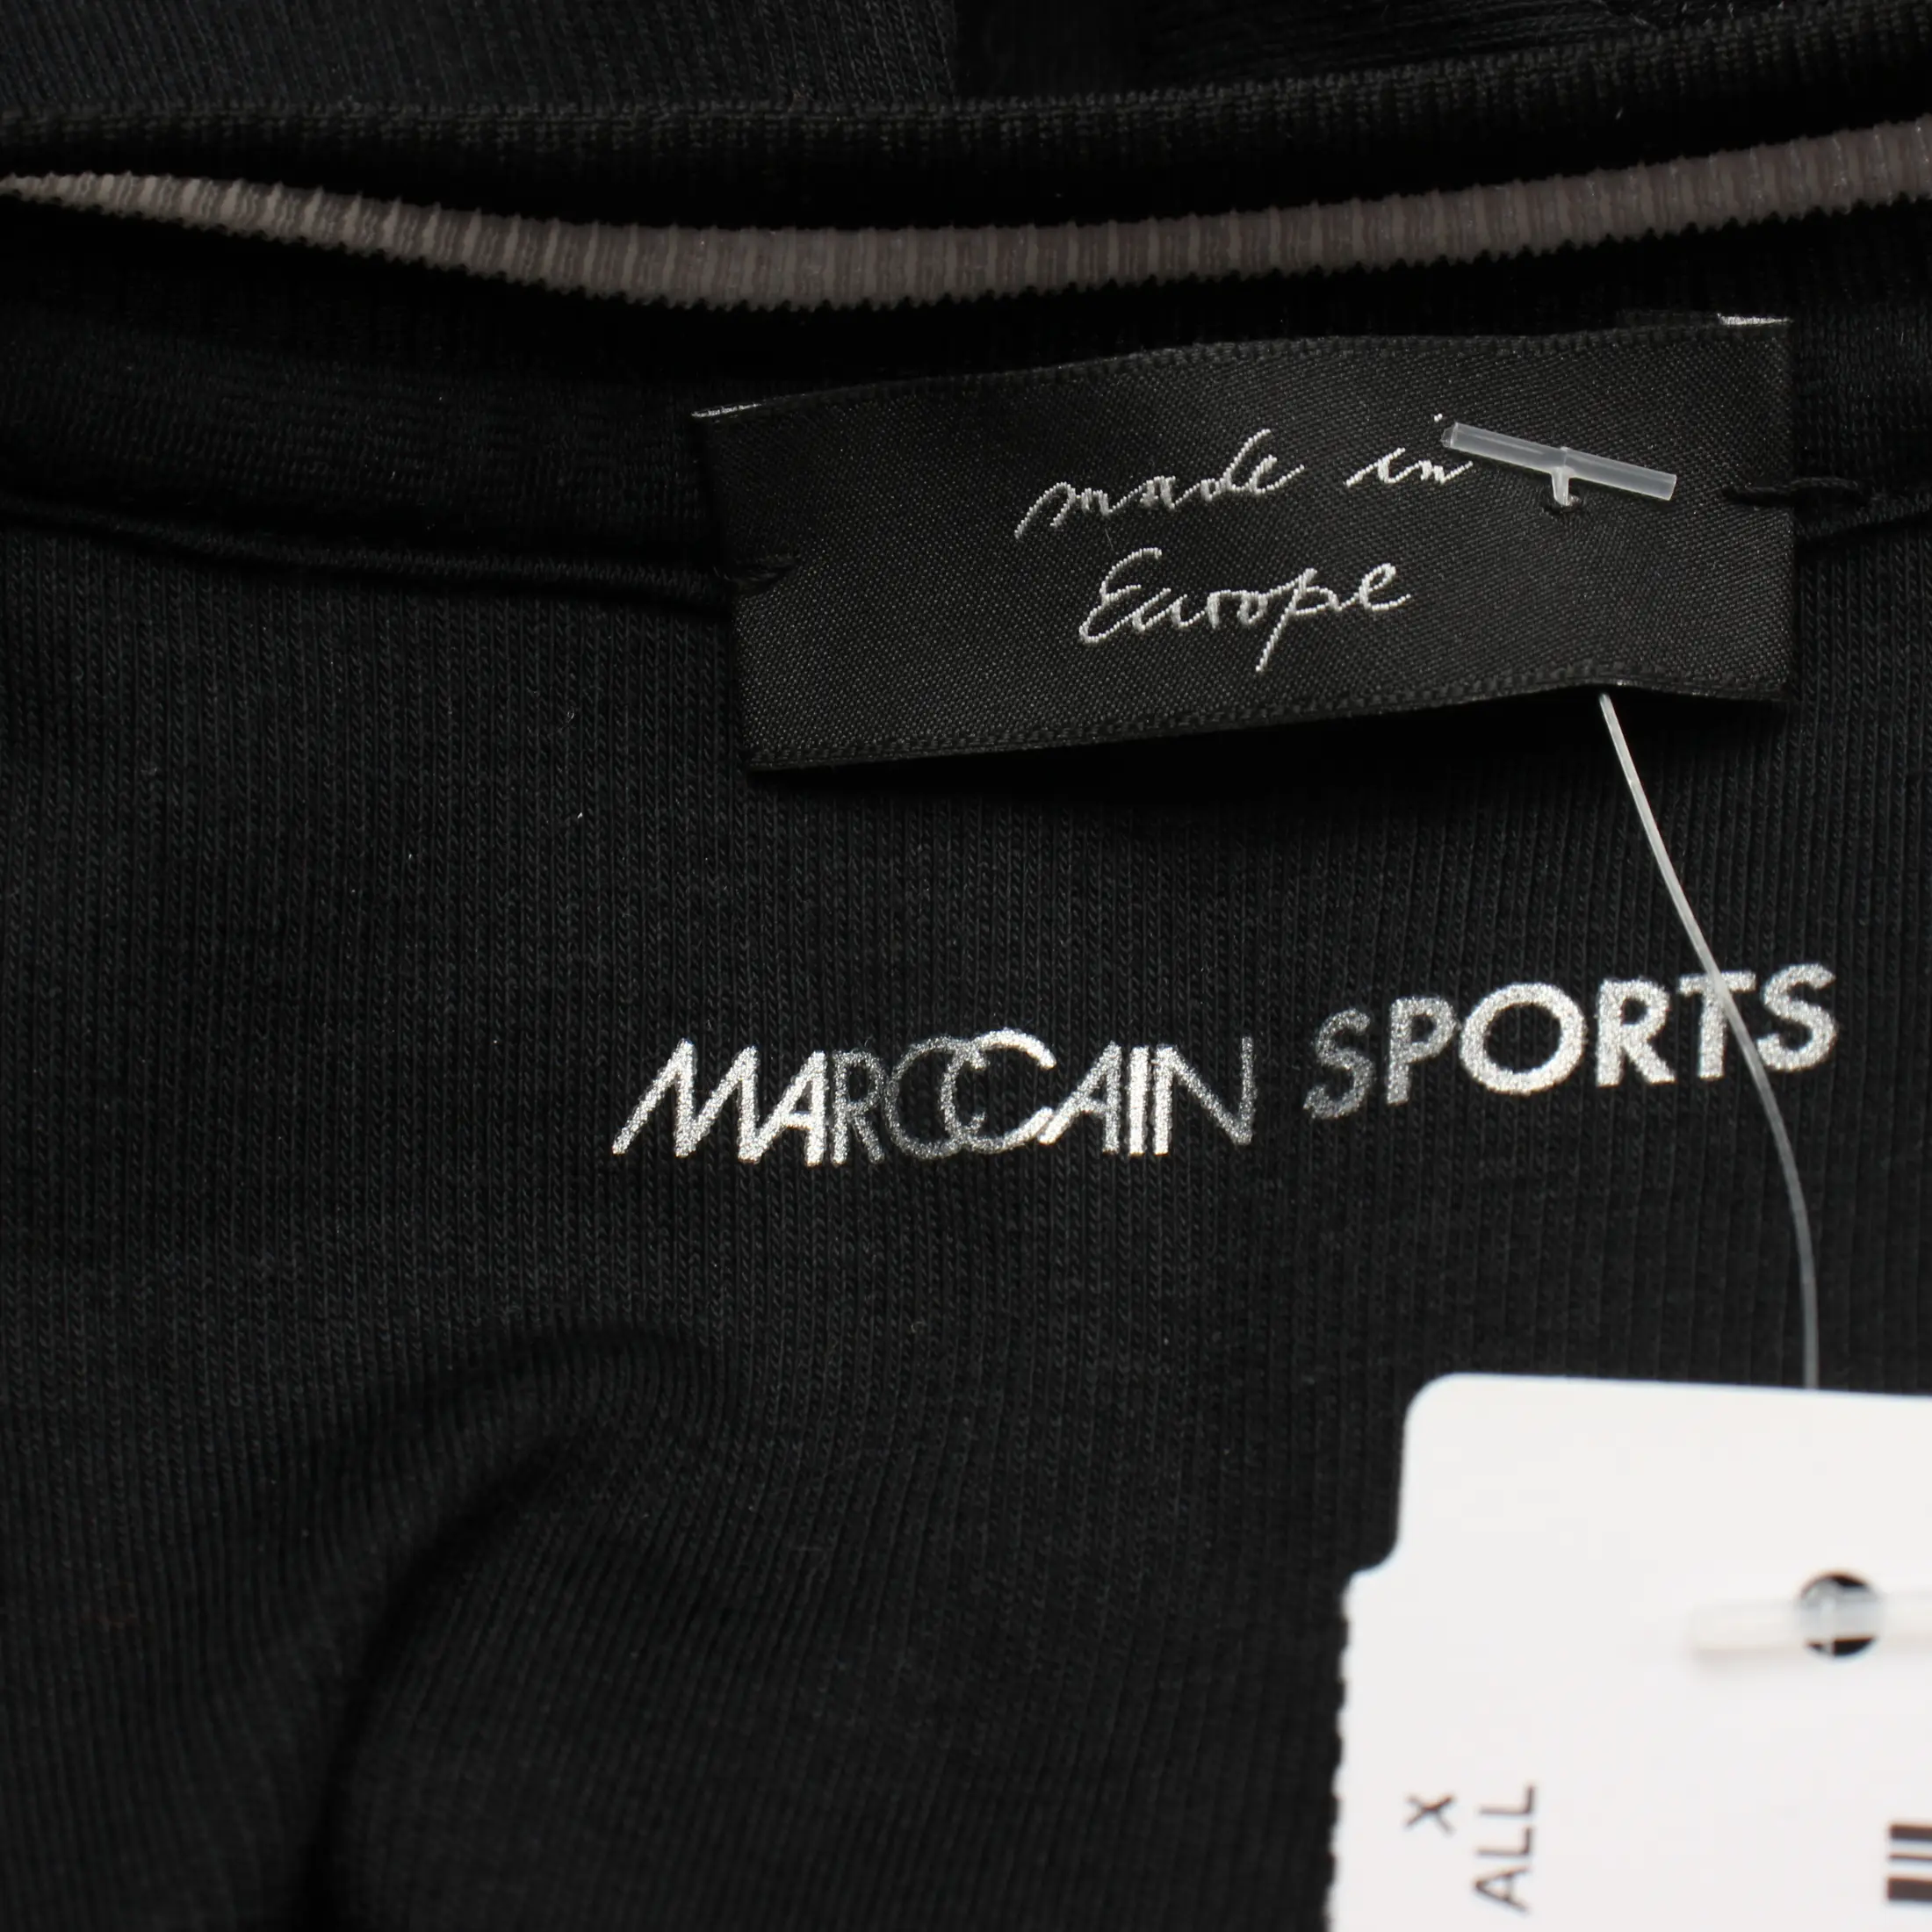 made in
Europe
MARCCAIN SPORTS
X
ALL